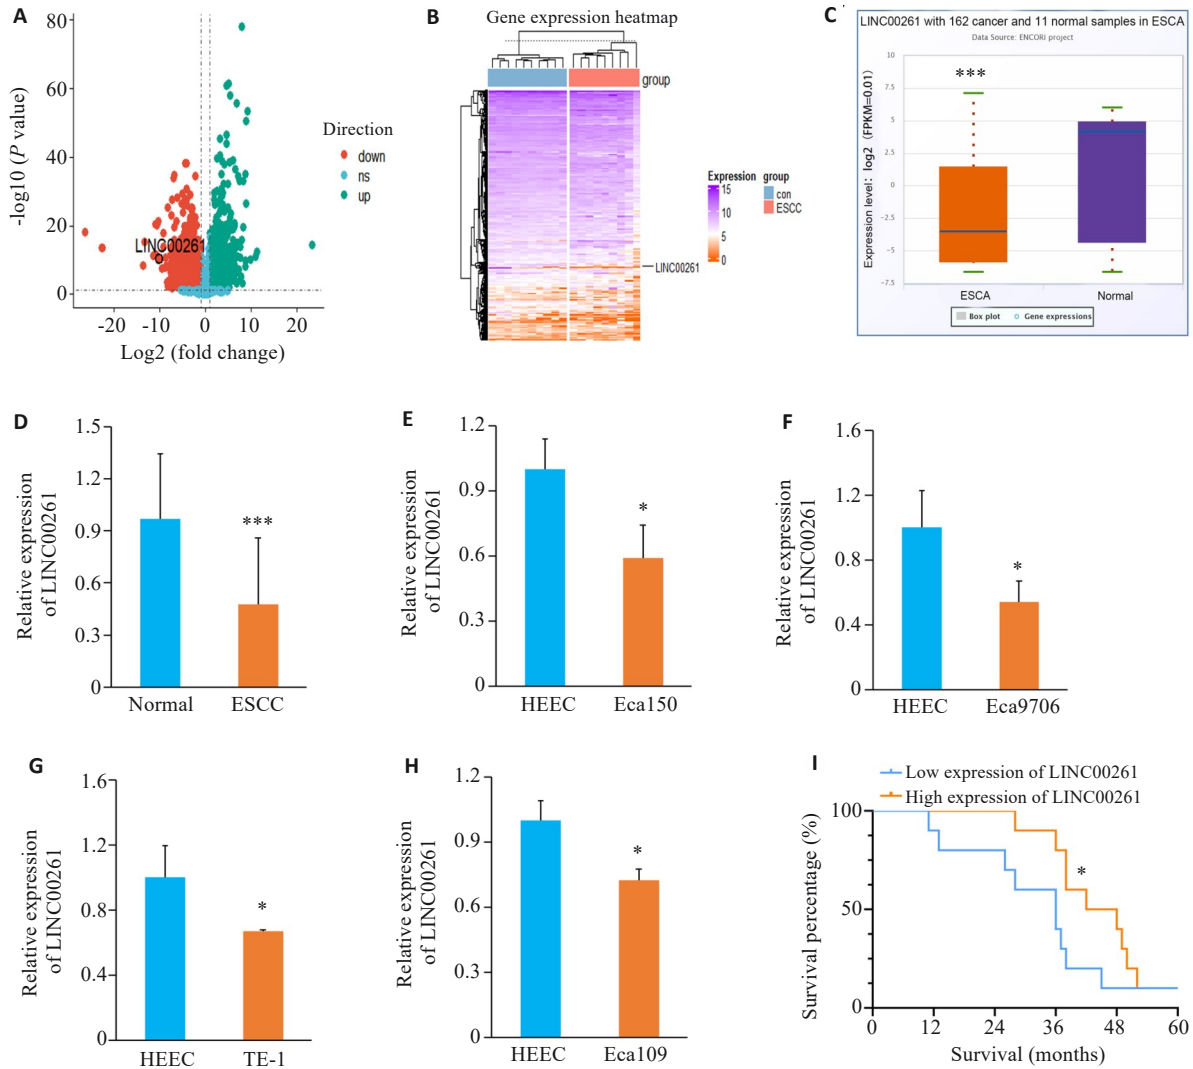 A
80
60
40
20
0
-log10 (P value)
-20
-10
0
10
20
Log2 (fold change)
LINC00261
Direction
down
ns
up
B
Gene expression heatmap
group
Expression
15
10
5
0
group
con
ESCC
LINC00261
C
LINC00261 with 162 cancer and 11 normal samples in ESCA
Data Source: ENCORI project
Expression level: log2 (FPKM=0.01)
10
7.5
5
2.5
0
-2.5
-5
-7.5
***
ESCA
Normal
Box plot
Gene expressions
D
Relative expression
of LINC00261
1.5
1.2
0.9
0.6
0.3
0
***
Normal
ESCC
E
Relative expression
of LINC00261
1.2
0.9
0.6
0.3
0
*
HEEC
Eca150
F
Relative expression
of LINC00261
1.6
1.2
0.8
0.4
0
*
HEEC
Eca9706
G
Relative expression
of LINC00261
1.6
1.2
0.8
0.4
0
*
HEEC
TE-1
H
Relative expression
of LINC00261
1.2
0.9
0.6
0.3
0
*
HEEC
Eca109
I
Low expression of LINC00261
High expression of LINC00261
Survival percentage (%)
100
50
0
*
0
12
24
36
48
60
Survival (months)